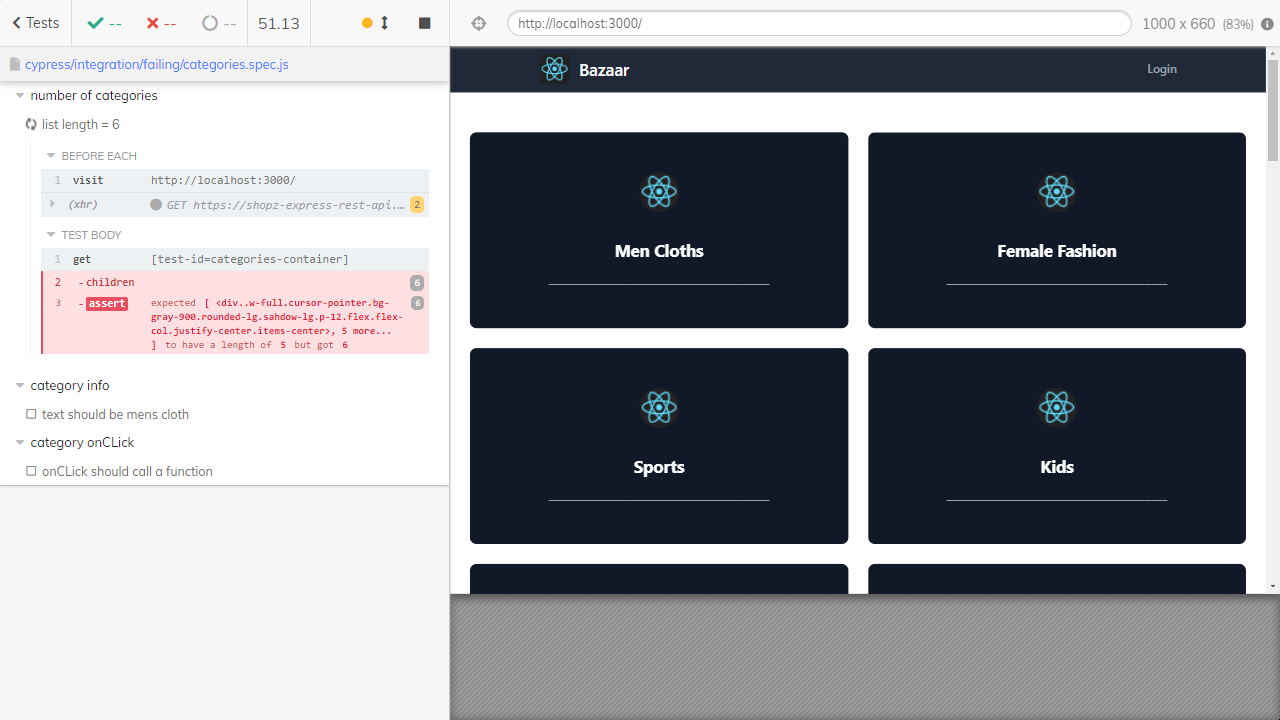 Tests
--
--
--
51.13
http://localhost:3000/
1000 x 660 (83%)
cypress/integration/failing/categories.spec.js
number of categories
list length = 6
BEFORE EACH
1 visit http://localhost:3000/
(xhr) GET https://shopz-express-rest-api.... 2
TEST BODY
1 get [test-id=categories-container]
2 -children 6
3 -assert expected [ <div..w-full.cursor-pointer.bg- 6
gray-900.rounded-lg.sahdow-lg.p-12.flex.flex-
col.justify-center.items-center>, 5 more...
] to have a length of 5 but got 6
category info
text should be mens cloth
category onCLick
onCLick should call a function
Bazaar
Login
Men Cloths
Female Fashion
Sports
Kids